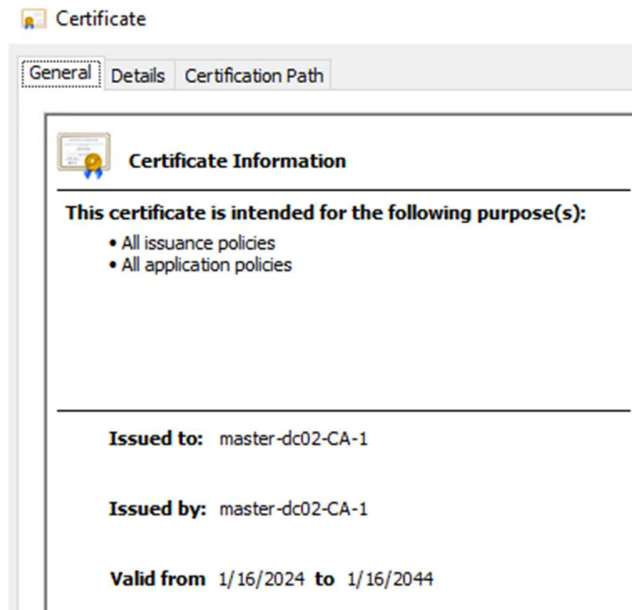 Certificate
General Details Certification Path
Certificate Information
This certificate is intended for the following purpose(s):
• All issuance policies
• All application policies
Issued to: master-dc02-CA-1
Issued by: master-dc02-CA-1
Valid from 1/16/2024 to 1/16/2044